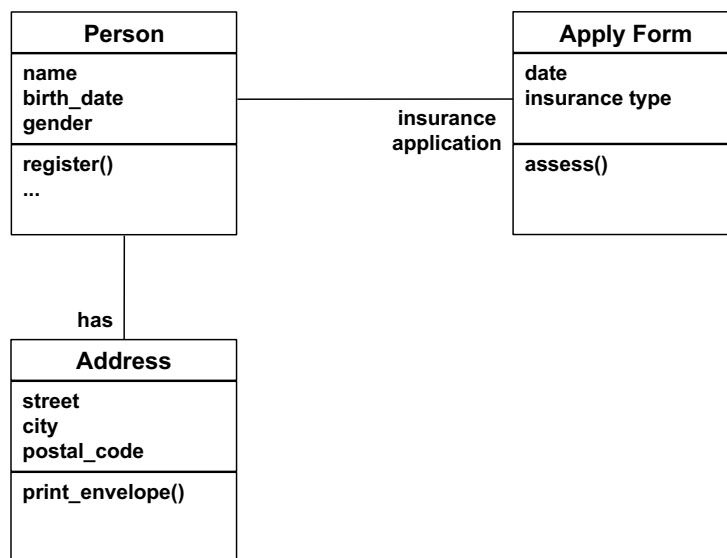 Person
name
birth_date
gender
register()
...
Apply Form
date
insurance type
assess()
insurance
application
has
Address
street
city
postal_code
print_envelope()